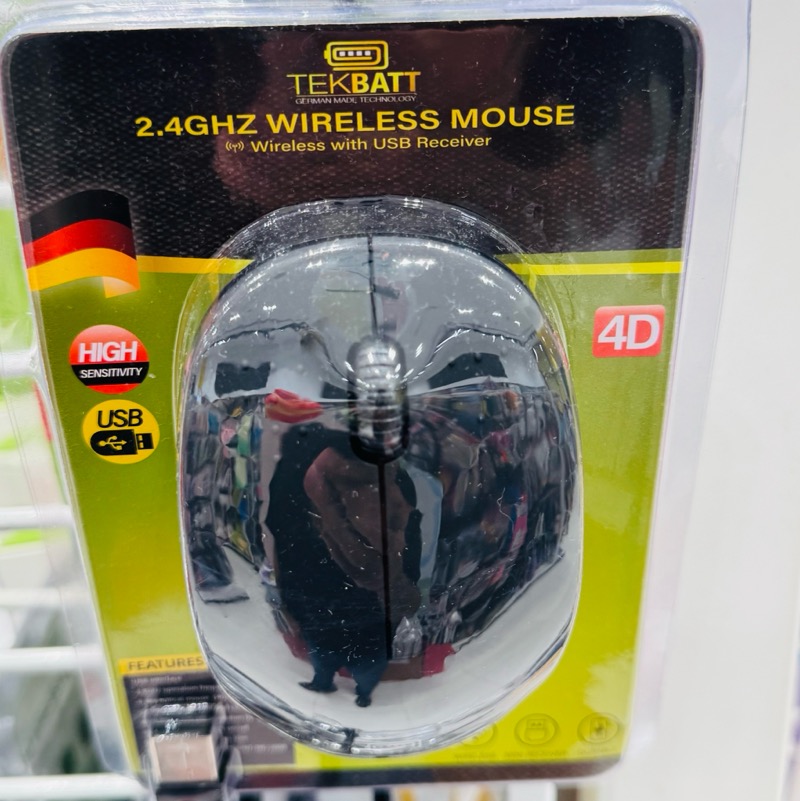 TEKBATT
GERMAN MADE TECHNOLOGY
2.4GHZ WIRELESS MOUSE
Wireless with USB Receiver
4D
HIGH
SENSITIVITY
USB
FEATURES